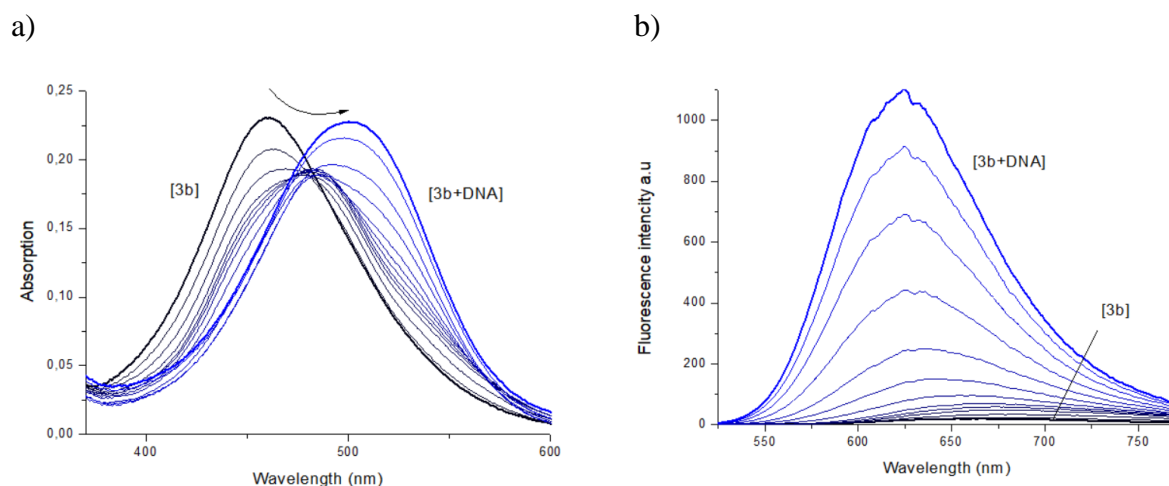 a)
0,25
0,20
0,15
0,10
0,05
0,00
Absorption
400
500
600
Wavelength (nm)
[3b]
[3b+DNA]
b)
1000
800
600
400
200
0
Fluorescence intencity a.u
550
600
650
700
750
Wavelength (nm)
[3b+DNA]
[3b]